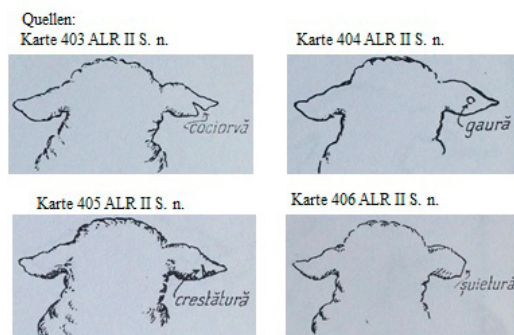 Quellen:
Karte 403 ALR II S. n.
Karte 404 ALR II S. n.
cociorvă
gaură
Karte 405 ALR II S. n.
Karte 406 ALR II S. n.
crestătură
șuietură